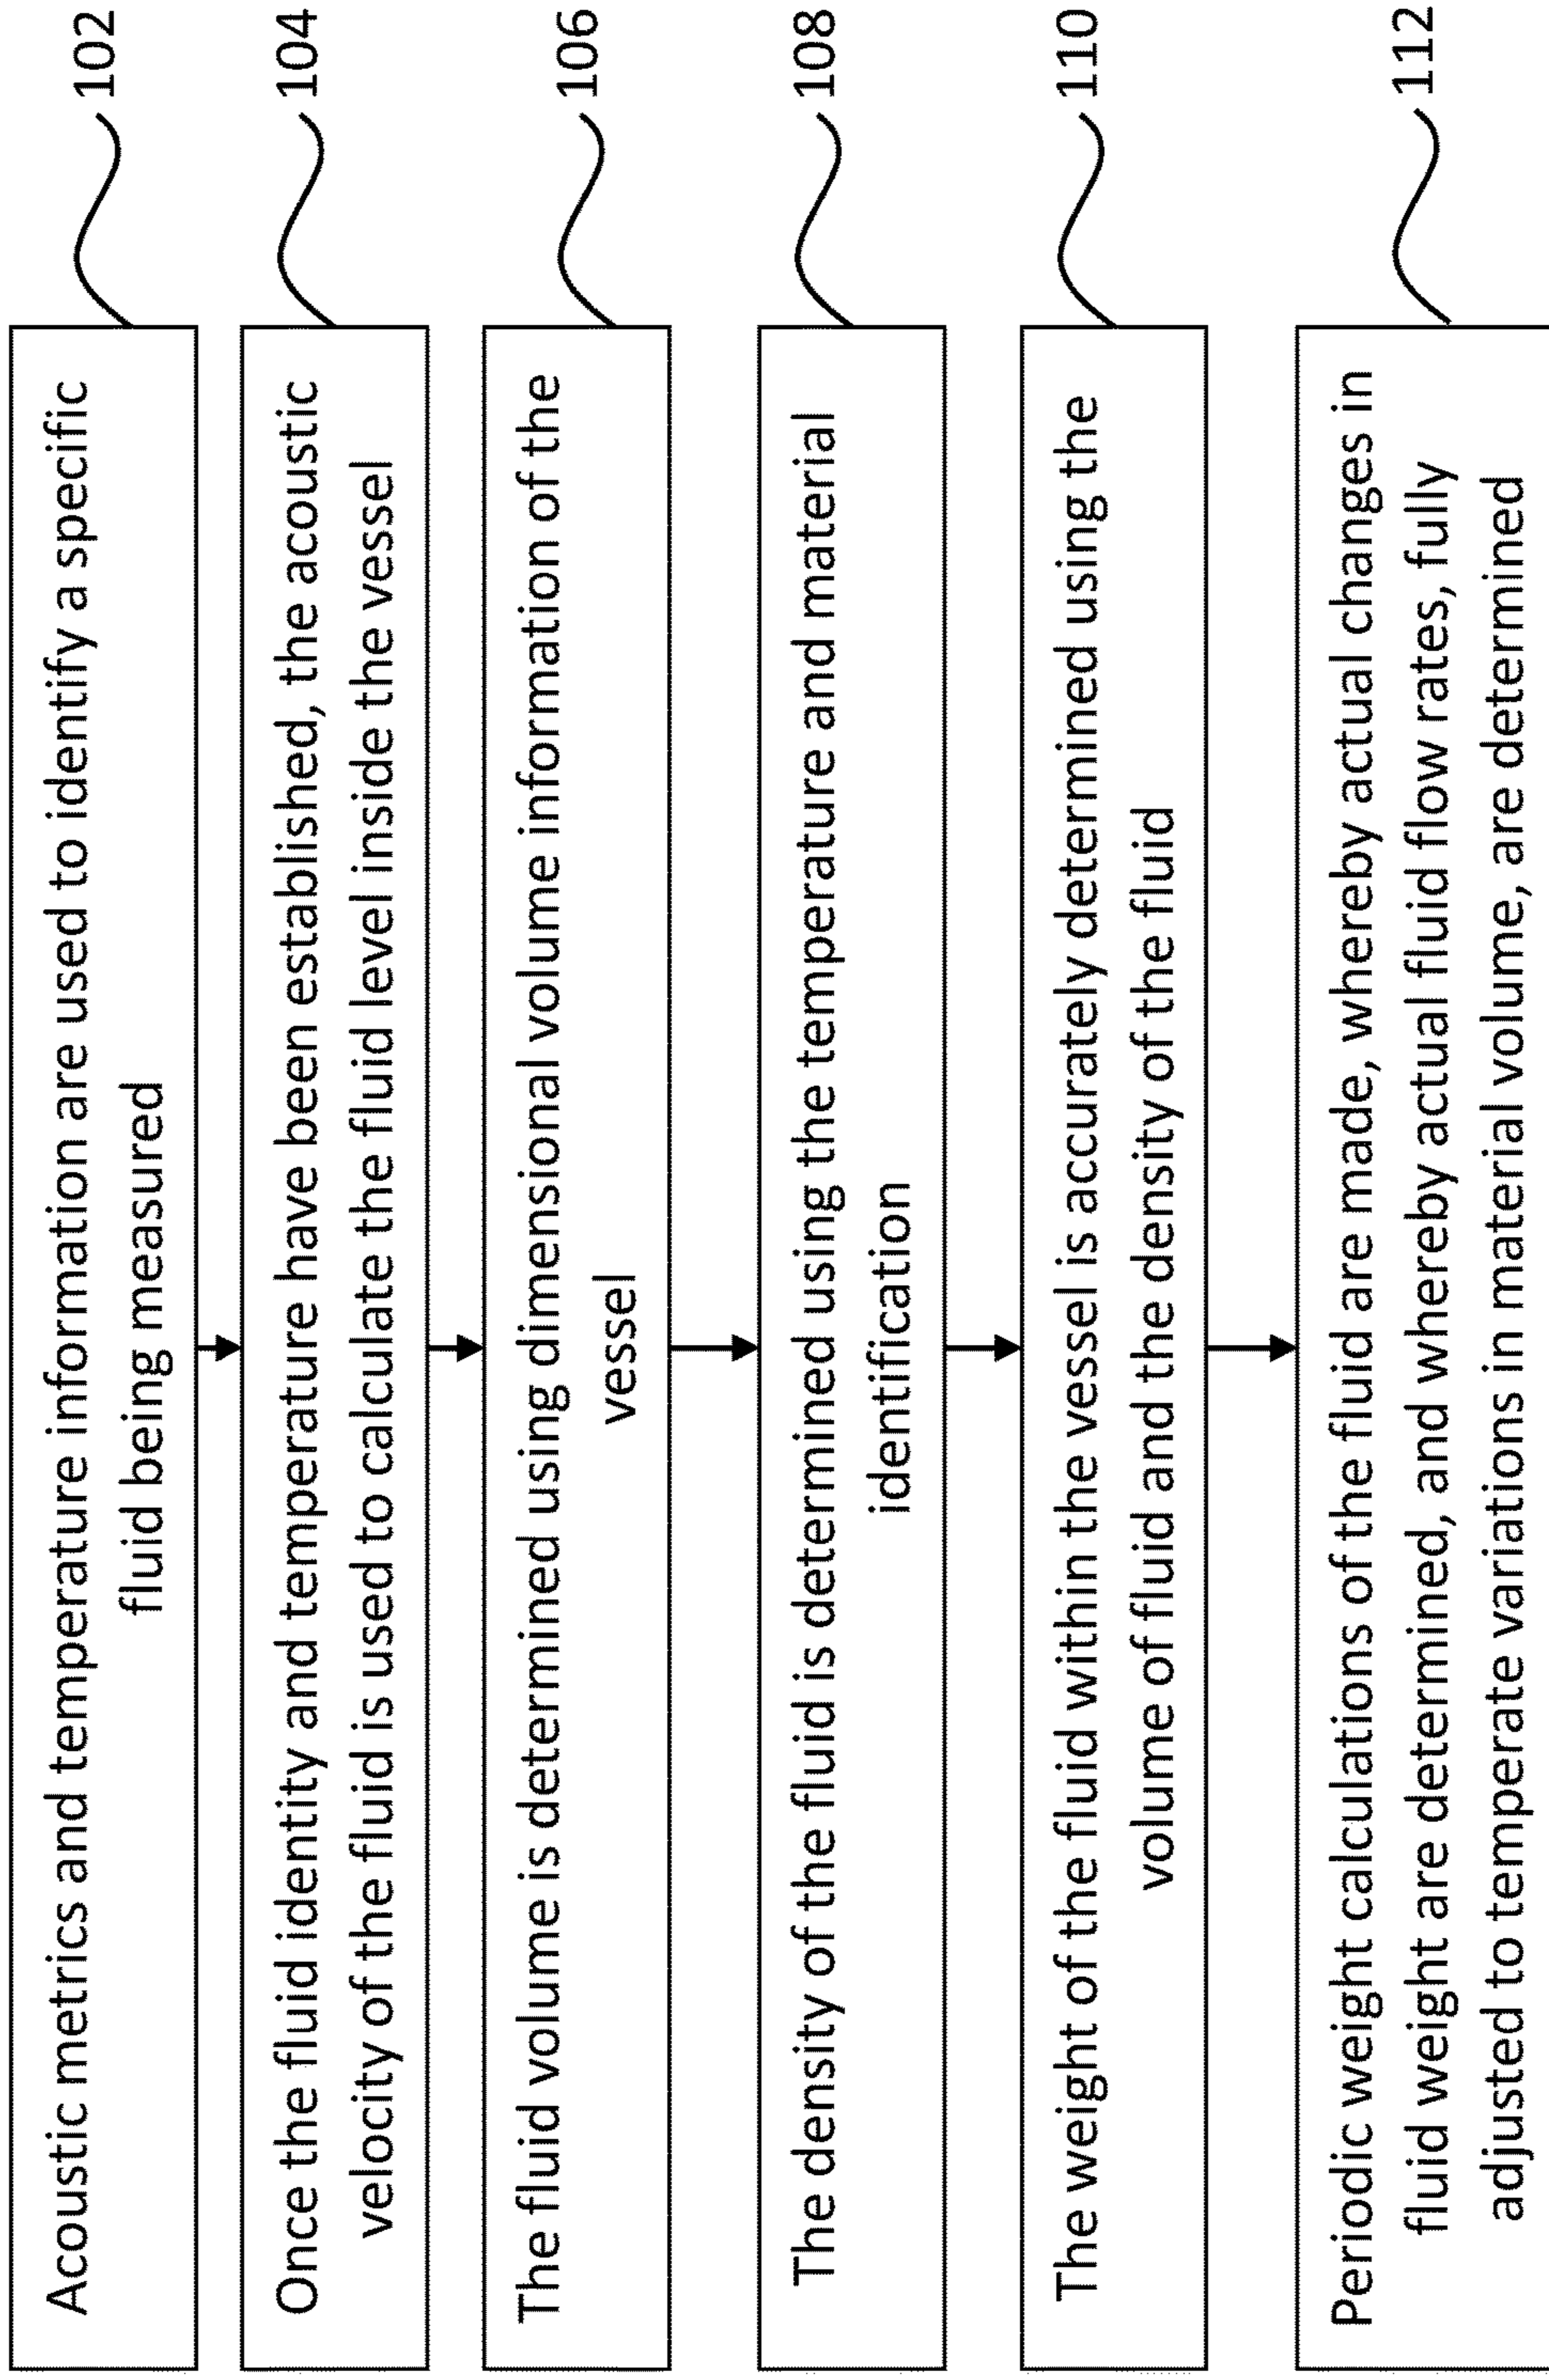 Acoustic metrics and temperature information are used to identify a specific
fluid being measured
102
Once the fluid identity and temperature have been established, the acoustic
velocity of the fluid is used to calculate the fluid level inside the vessel
104
The fluid volume is determined using dimensional volume information of the
vessel
106
The density of the fluid is determined using the temperature and material
identification
108
The weight of the fluid within the vessel is accurately determined using the
volume of fluid and the density of the fluid
110
Periodic weight calculations of the fluid are made, whereby actual changes in
fluid weight are determined, and whereby actual fluid flow rates, fully
adjusted to temperate variations in material volume, are determined
112